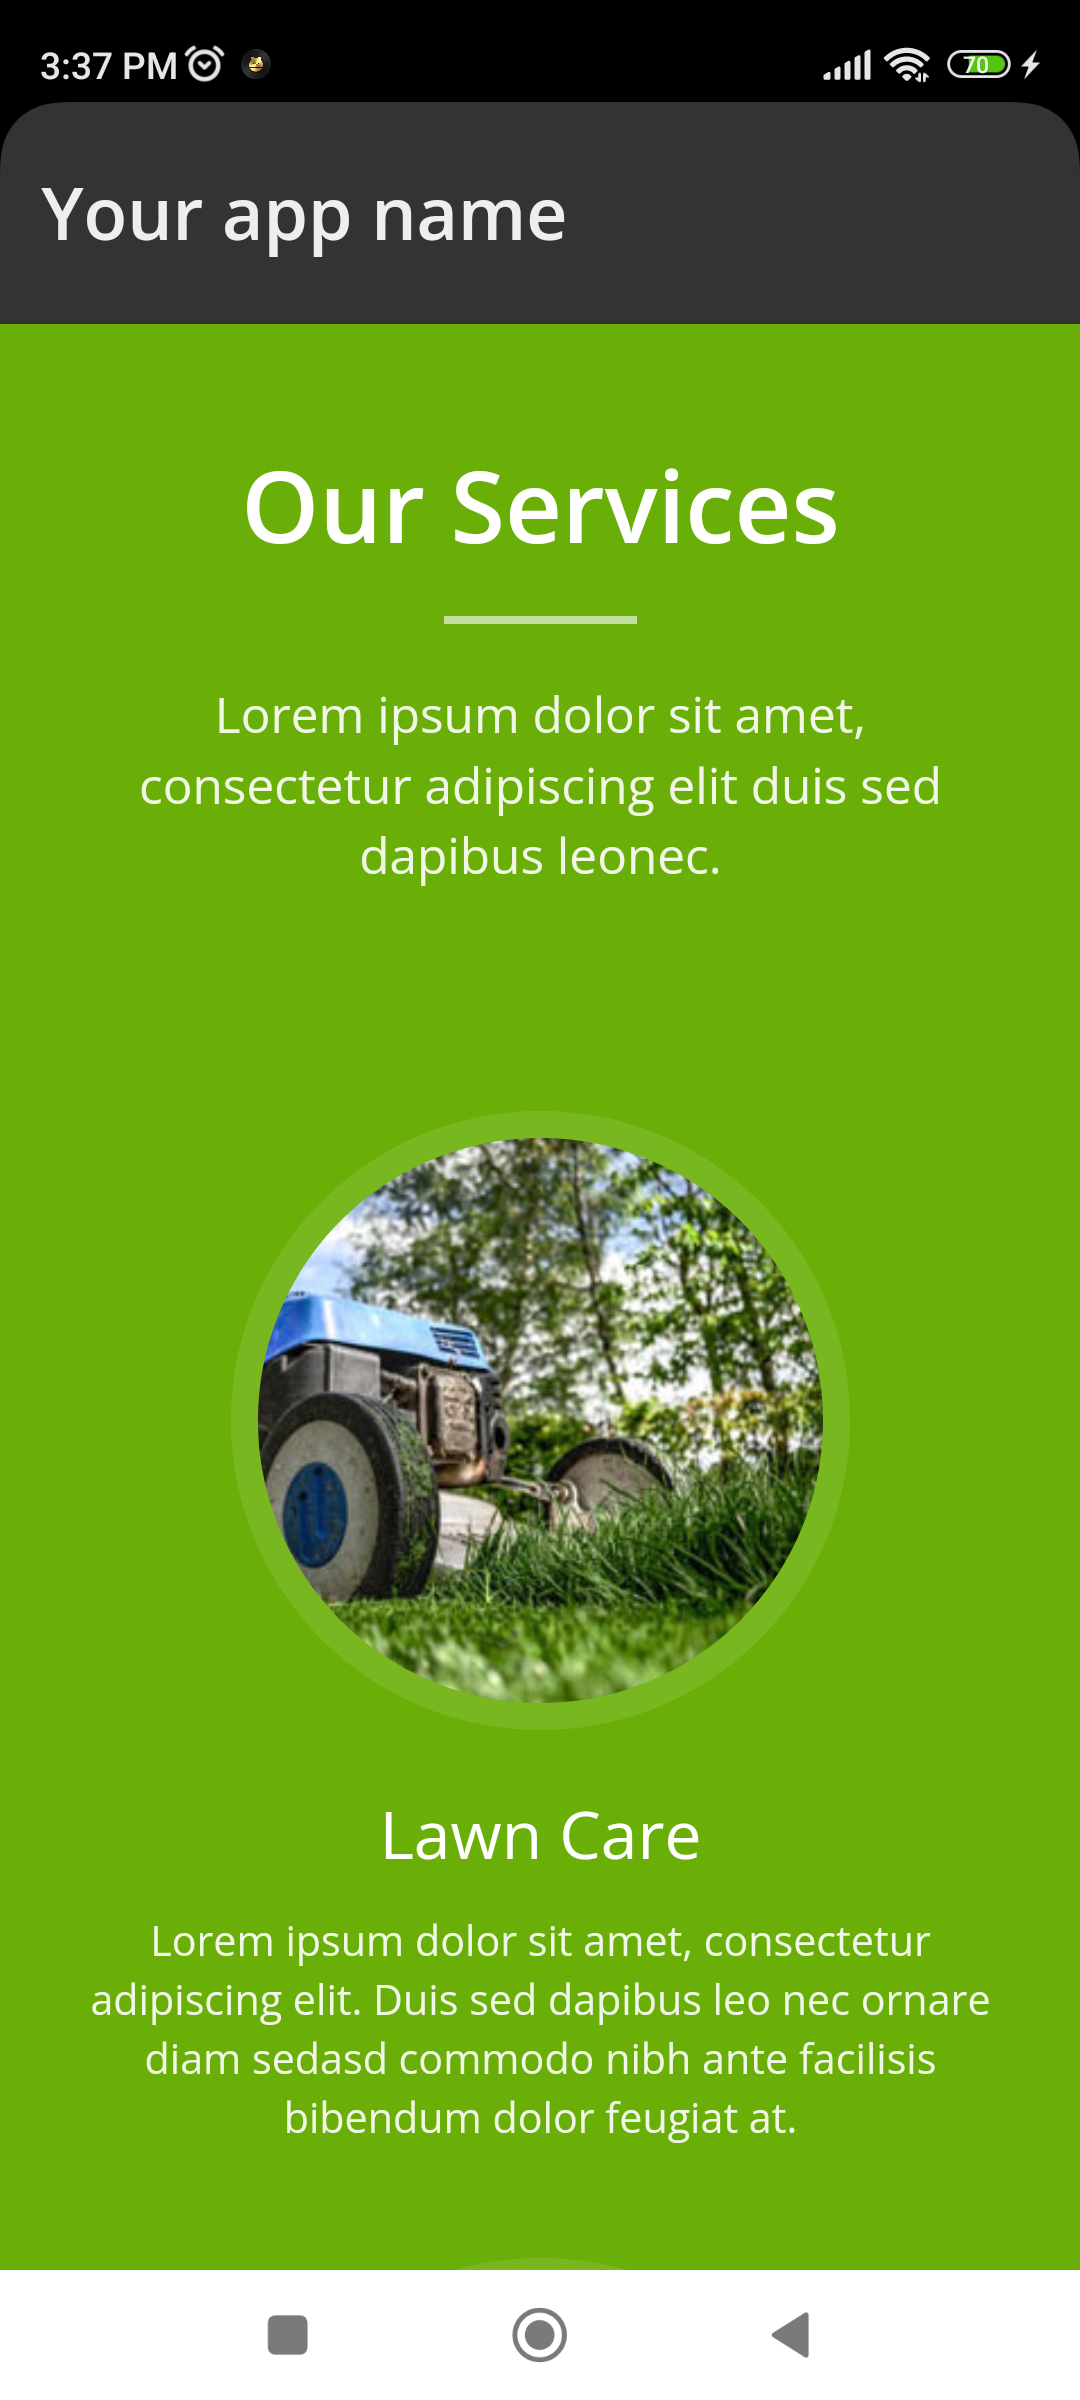 3:37 PM
70
Your app name
Our Services
Lorem ipsum dolor sit amet,
consectetur adipiscing elit duis sed
dapibus leonec.
Lawn Care
Lorem ipsum dolor sit amet, consectetur
adipiscing elit. Duis sed dapibus leo nec ornare
diam sedasd commodo nibh ante facilisis
bibendum dolor feugiat at.